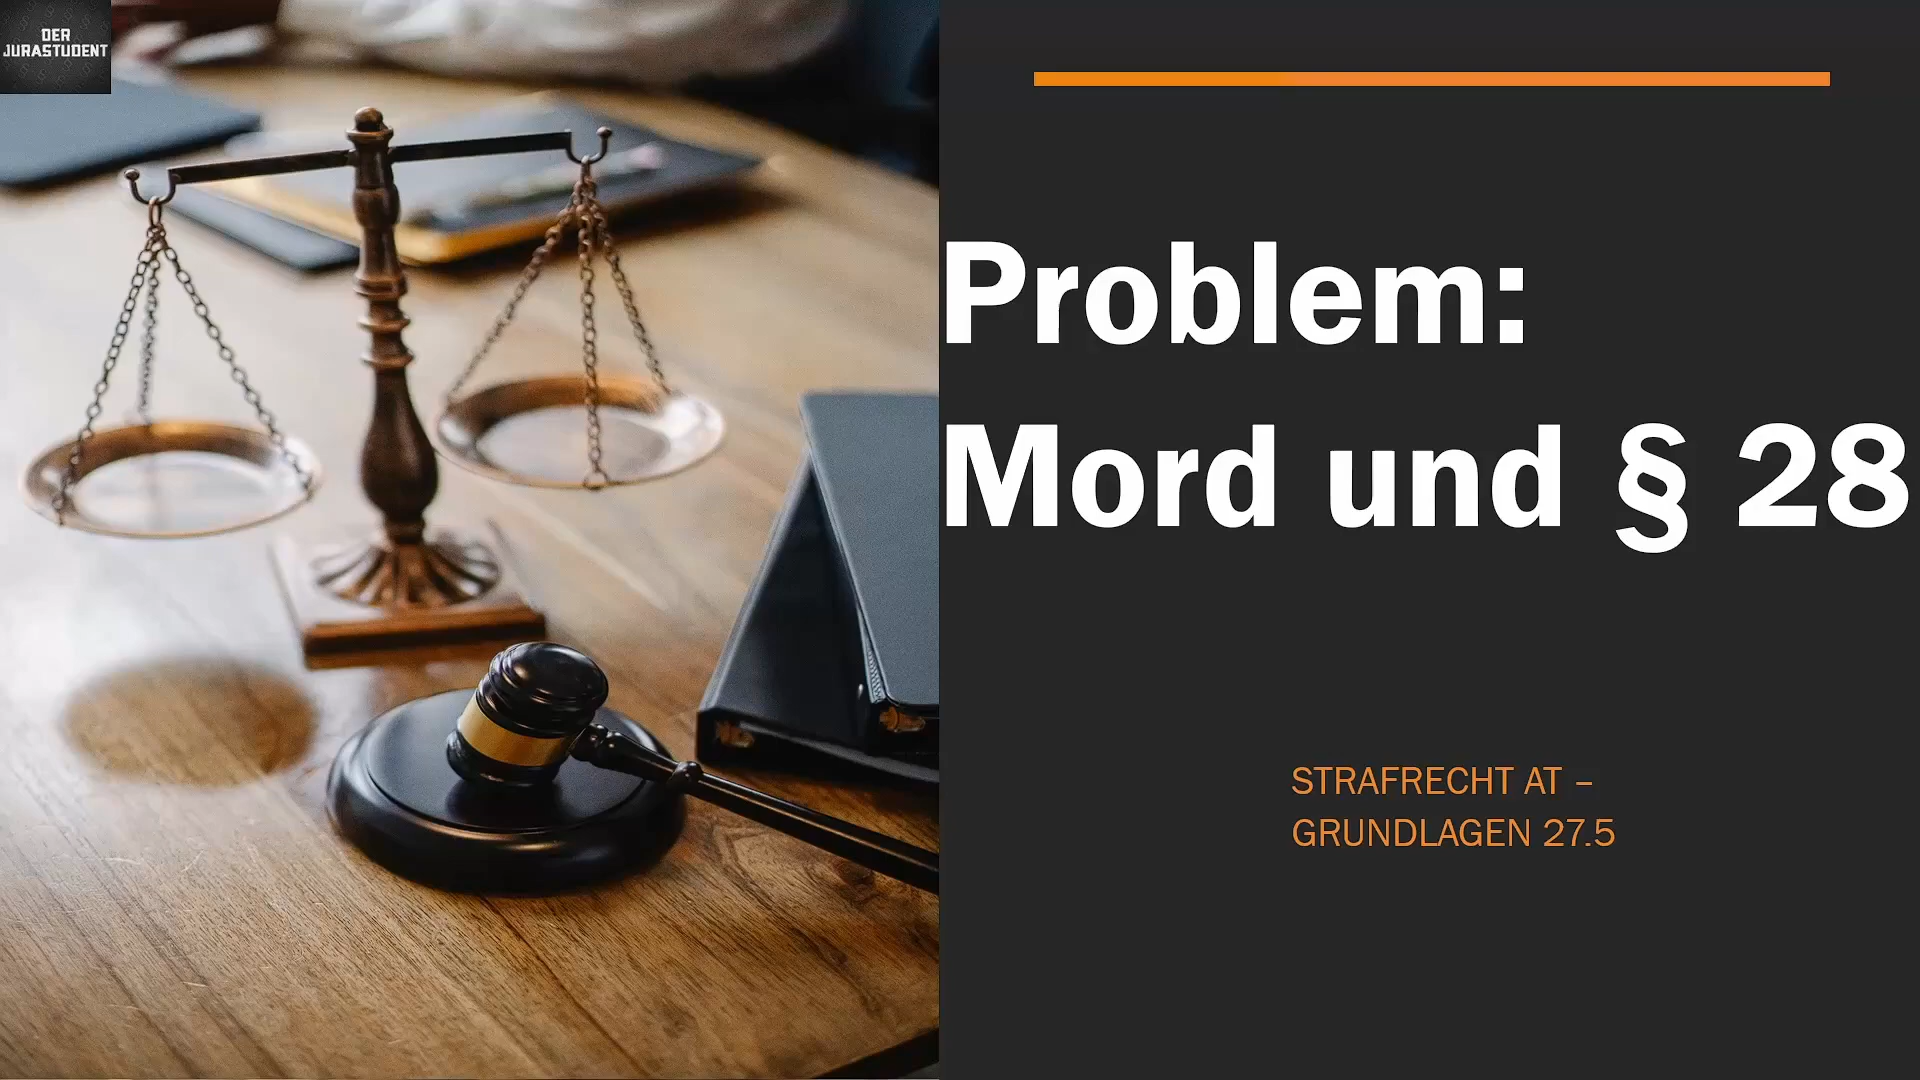 DER
JURASTUDENT
Problem:
Mord und § 28
STRAFRECHT AT –
GRUNDLAGEN 27.5